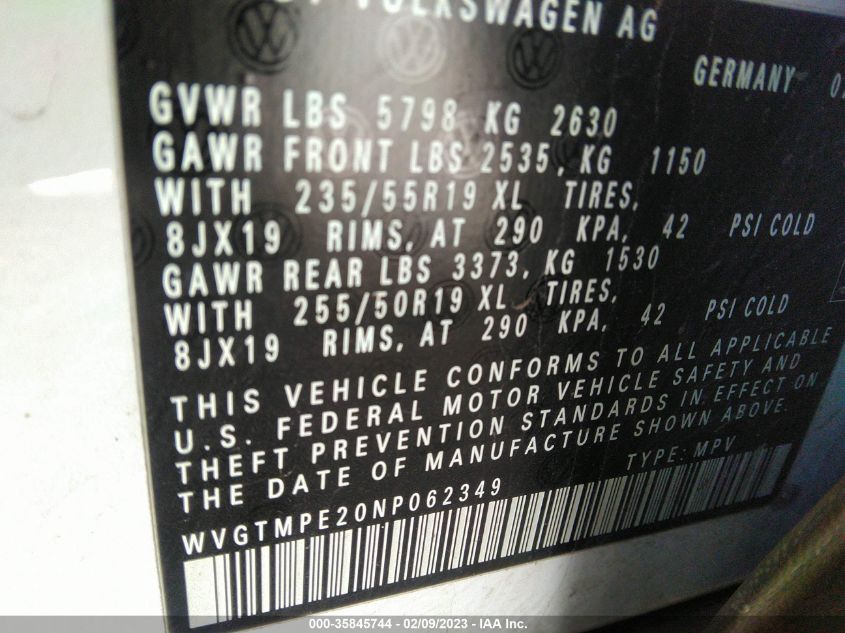 VOLKSWAGEN AG
GERMANY
GVWR LBS 5798 KG 2630
GAWR FRONT LBS 2535, KG 1150
WITH 235/55R19 XL TIRES,
8JX19 RIMS, AT 290 KPA, 42 PSI COLD
GAWR REAR LBS 3373, KG 1530
WITH 255/50R19 XL TIRES,
8JX19 RIMS, AT 290 KPA, 42 PSI COLD
THIS VEHICLE CONFORMS TO ALL APPLICABLE
U.S. FEDERAL MOTOR VEHICLE SAFETY AND
THEFT PREVENTION STANDARDS IN EFFECT ON
THE DATE OF MANUFACTURE SHOWN ABOVE.
TYPE: MPV
WVGTMPE20NP062349
000-35845744 - 02/09/2023 - IAA Inc.